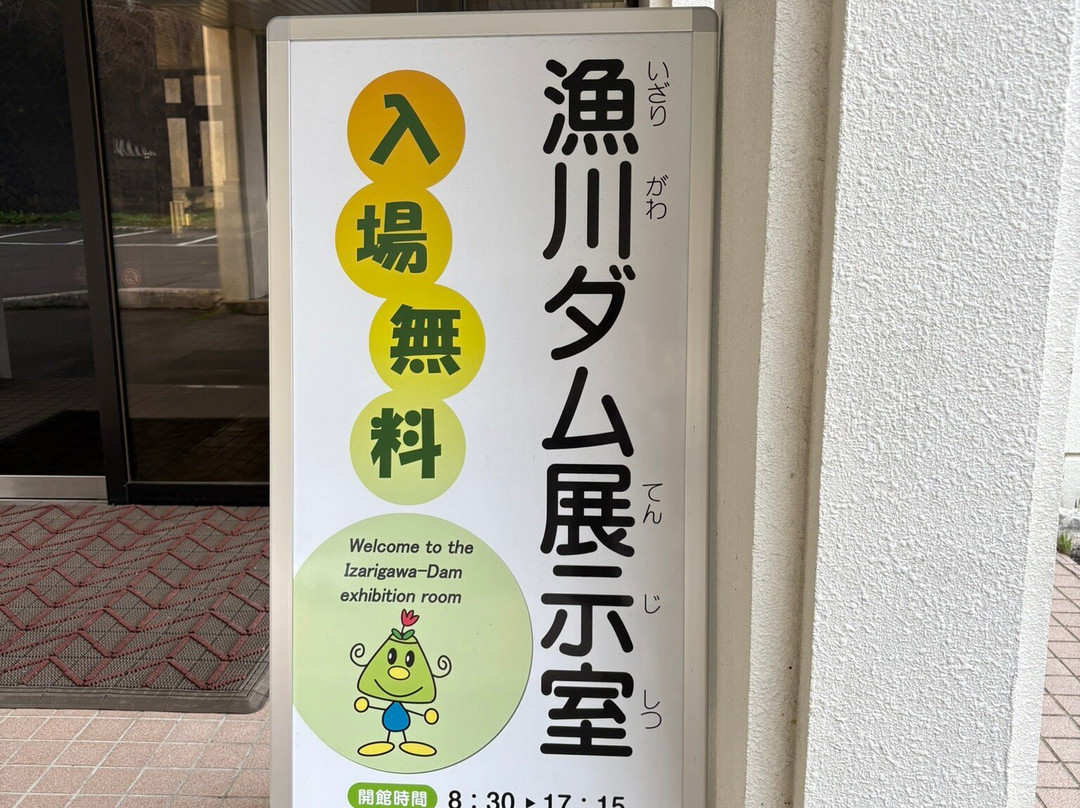 漁川ダム展示室
いざり
がわ
てん
じ
しつ
入場無料
Welcome to the
Izarigawa-Dam
exhibition room
開館時間 8:30▶17:15